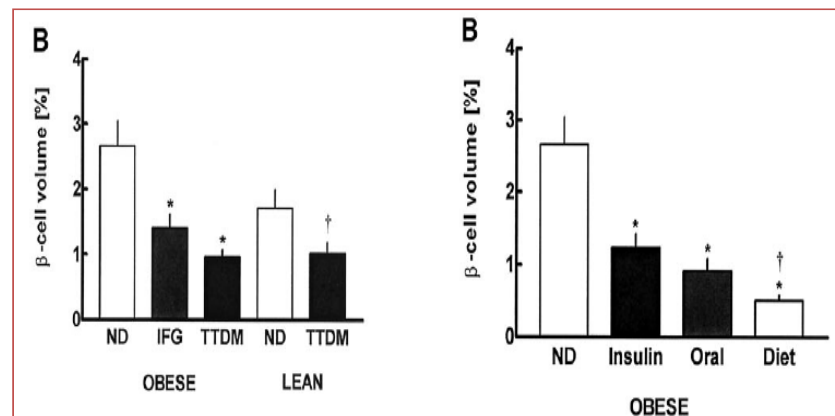 B
β-cell volume [%]
4
3
2
1
0
*
*
†
ND IFG TTDM ND TTDM
OBESE LEAN
B
β-cell volume [%]
4
3
2
1
0
*
*
†
*
ND Insulin Oral Diet
OBESE